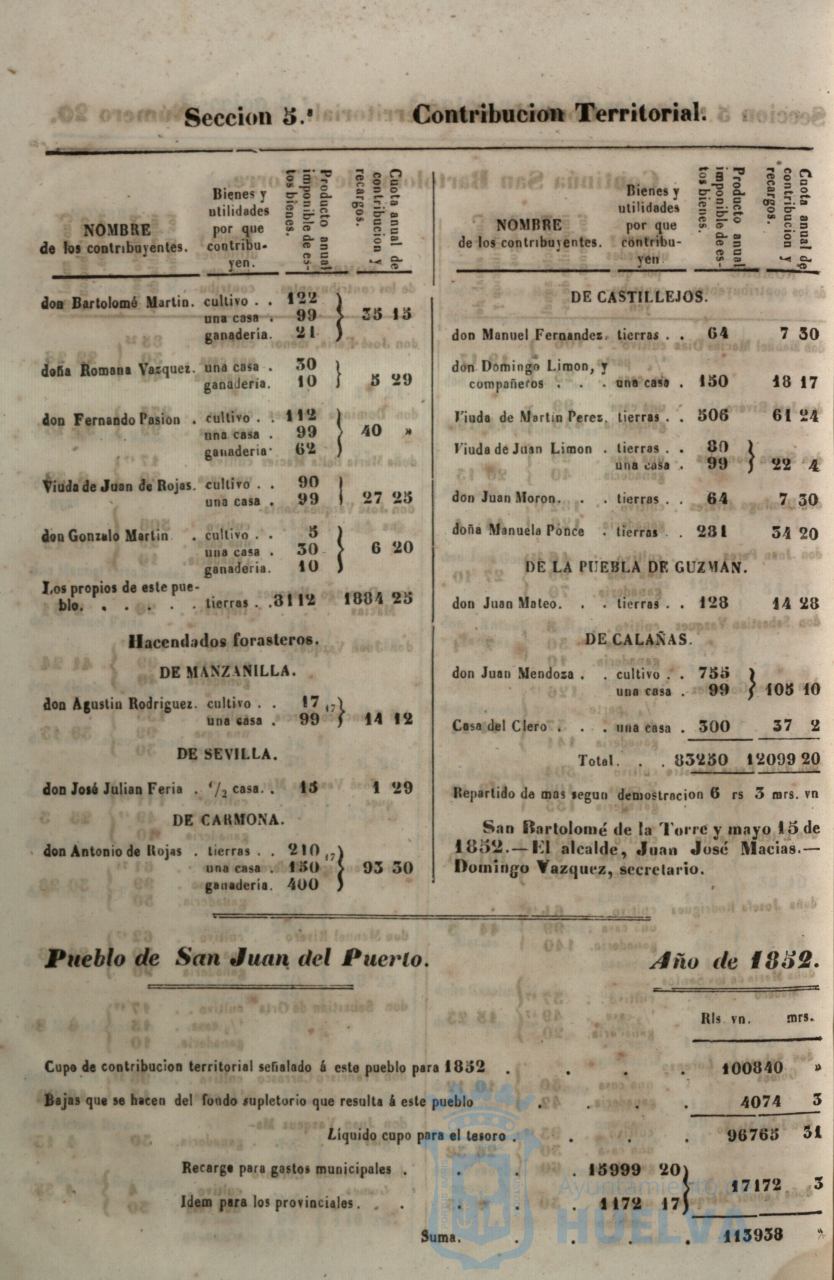 Seccion 5.ª Contribucion Territorial.
NOMBRE
de los contribuyentes.
Bienes y
utilidades
por que
contribu-
yen.
Producto anual
imponible de es-
tos bienes.
Cuota anual de
contribucion y
recargos.
don Bartolomé Martin. cultivo . . 122
una casa . 99 } 35 15
ganaderia. 21
doña Romana Vazquez. una casa . 30
ganaderia. 10 } 5 29
don Fernando Pasion . cultivo . . 112
una casa . 99 } 40 »
ganaderia. 62
Viuda de Juan de Rojas. cultivo . . 90
una casa . 99 } 27 25
don Gonzalo Martin . cultivo . . 5
una casa . 30 } 6 20
ganaderia. 10
Los propios de este pue-
blo. . . . . . tierras . . 3112 1884 25
Hacendados forasteros.
DE MANZANILLA.
don Agustin Rodriguez. cultivo . . 17 17
una casa . 99 } 14 12
DE SEVILLA.
don José Julian Feria . 1/2 casa. . 15 1 29
DE CARMONA.
don Antonio de Rojas . tierras . . 210 17
una casa . 150 } 93 30
ganaderia. 400
NOMBRE
de los contribuyentes.
Bienes y
utilidades
por que
contribu-
yen
Producto anual
imponible de es-
tos bienes.
Cuota anual de
contribucion y
recargos.
DE CASTILLEJOS.
don Manuel Fernandez. tierras . . 64 7 30
don Domingo Limon, y
compañeros . . . una casa . 150 18 17
Viuda de Martin Perez. tierras . . 506 61 24
Viuda de Juan Limon . tierras . . 80
una casa . 99 } 22 4
don Juan Moron. . . tierras . . 64 7 30
doña Manuela Ponce . tierras . . 281 34 20
DE LA PUEBLA DE GUZMAN.
don Juan Mateo. . . tierras . . 128 14 28
DE CALAÑAS.
don Juan Mendoza . . cultivo . . 755
una casa . 99 } 105 10
Casa del Clero . . . una casa . 300 37 2
Total. . . 83250 12099 20
Repartido de mas segun demostracion 6 rs 3 mrs. vn
San Bartolomé de la Torre y mayo 15 de
1852.—El alcalde, Juan José Macias.—
Domingo Vazquez, secretario.
Pueblo de San Juan del Puerto. Año de 1852.
Rls vn. mrs.
Cupo de contribucion territorial señalado á este pueblo para 1852 . . . . 100840 »
Bajas que se hacen del fondo supletorio que resulta á este pueblo . . . . 4074 3
Líquido cupo para el tesoro . . . . 96765 31
Recargo para gastos municipales . . . . 15999 20
} 17172 3
Idem para los provinciales. . . . . 1172 17
Suma. . . . . 113938 »
Ayuntamiento
HUELVA